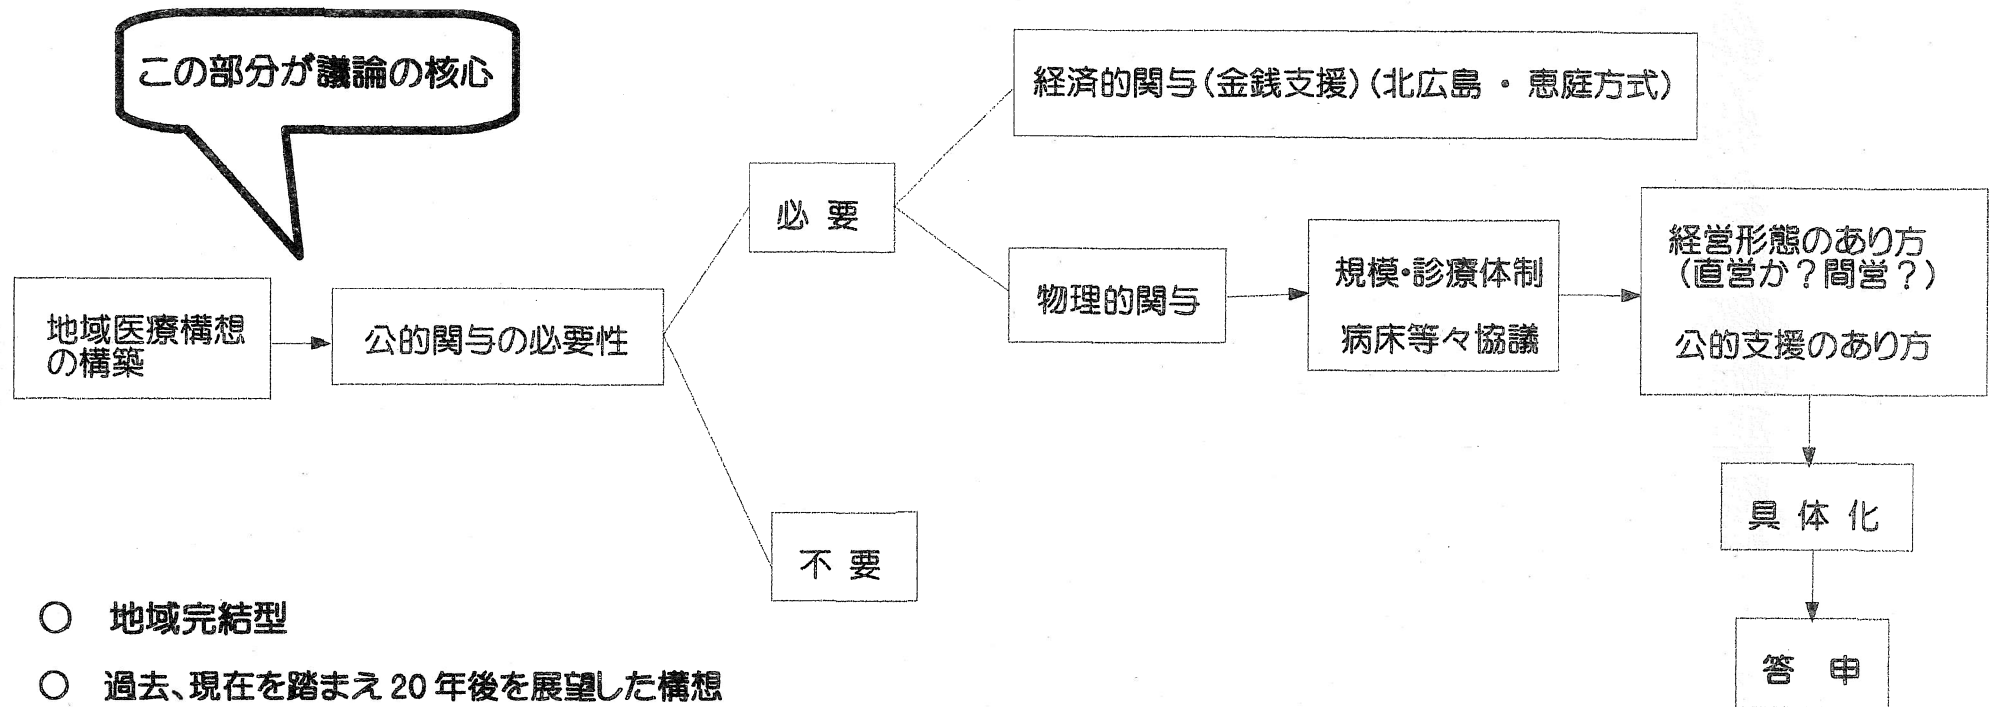 この部分が議論の核心
経済的関与(金銭支援)(北広島・恵庭方式)
必要
物理的関与
規模・診療体制
病床等々協議
経営形態のあり方
(直営か?間営?)
公的支援のあり方
地域医療構想
の構築
公的関与の必要性
不要
具体化
答申
○ 地域完結型
○ 過去、現在を踏まえ20年後を展望した構想